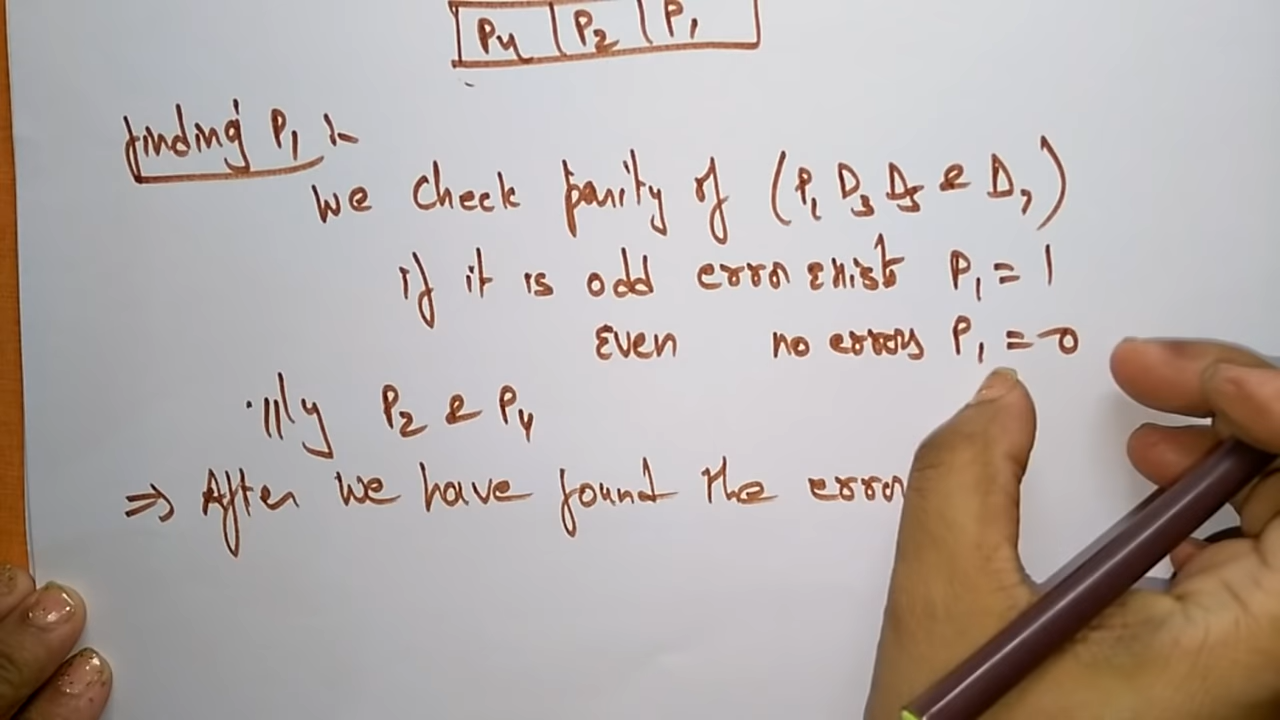 P4 | P2 | P1
finding P1 :-
we check parity of (P1 D3 D5 & D7)
if it is odd error exist P1 = 1
Even no errors P1 = 0
|||ly P2 & P4
⇒ After we have found the error